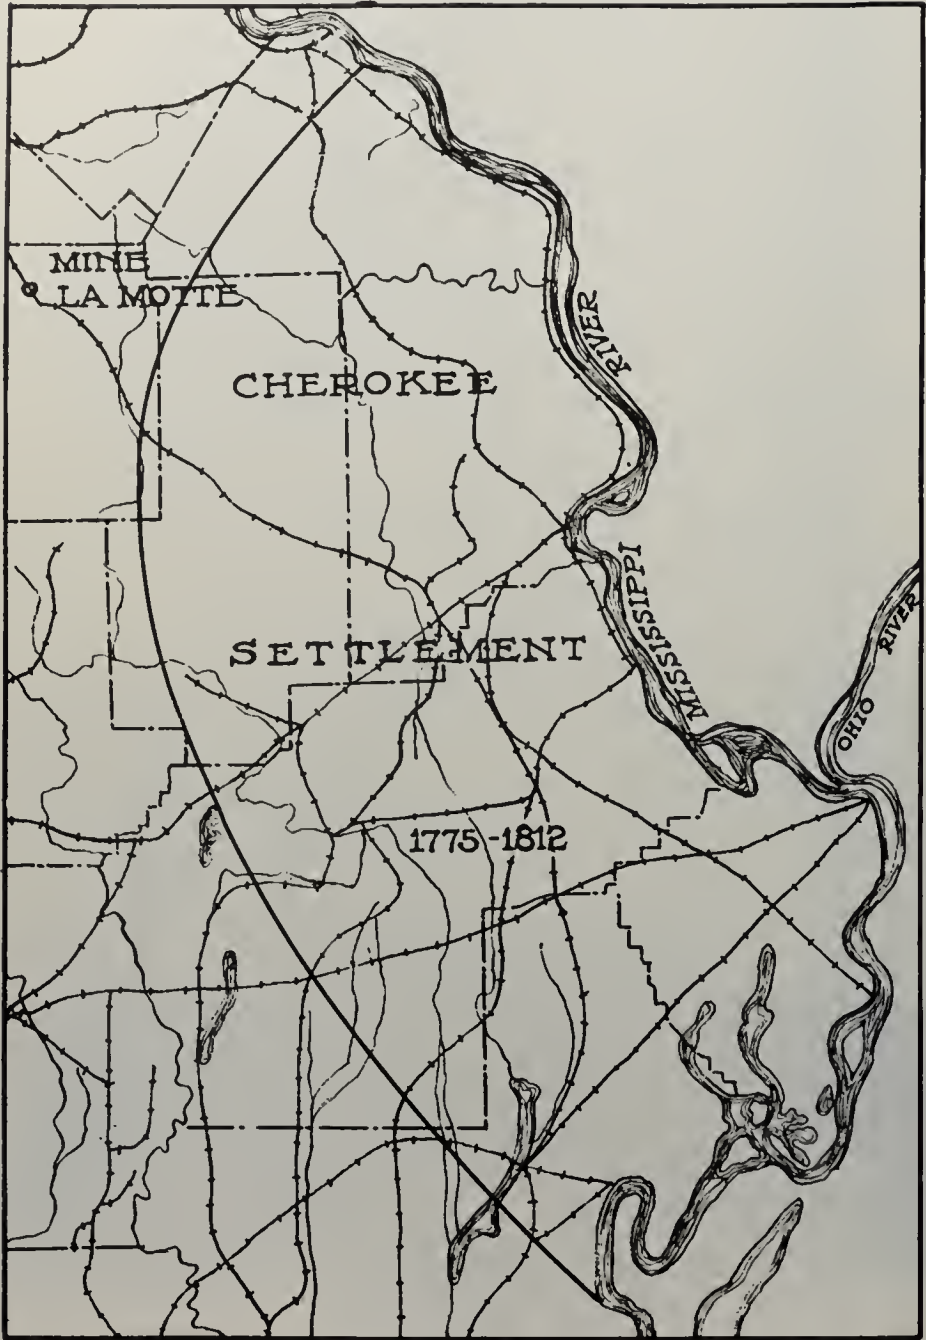 MINE
LA MOTTE
RIVER
CHEROKEE
MISSISSIPPI
RIVER
SETTLEMENT
OHIO
1775-1812